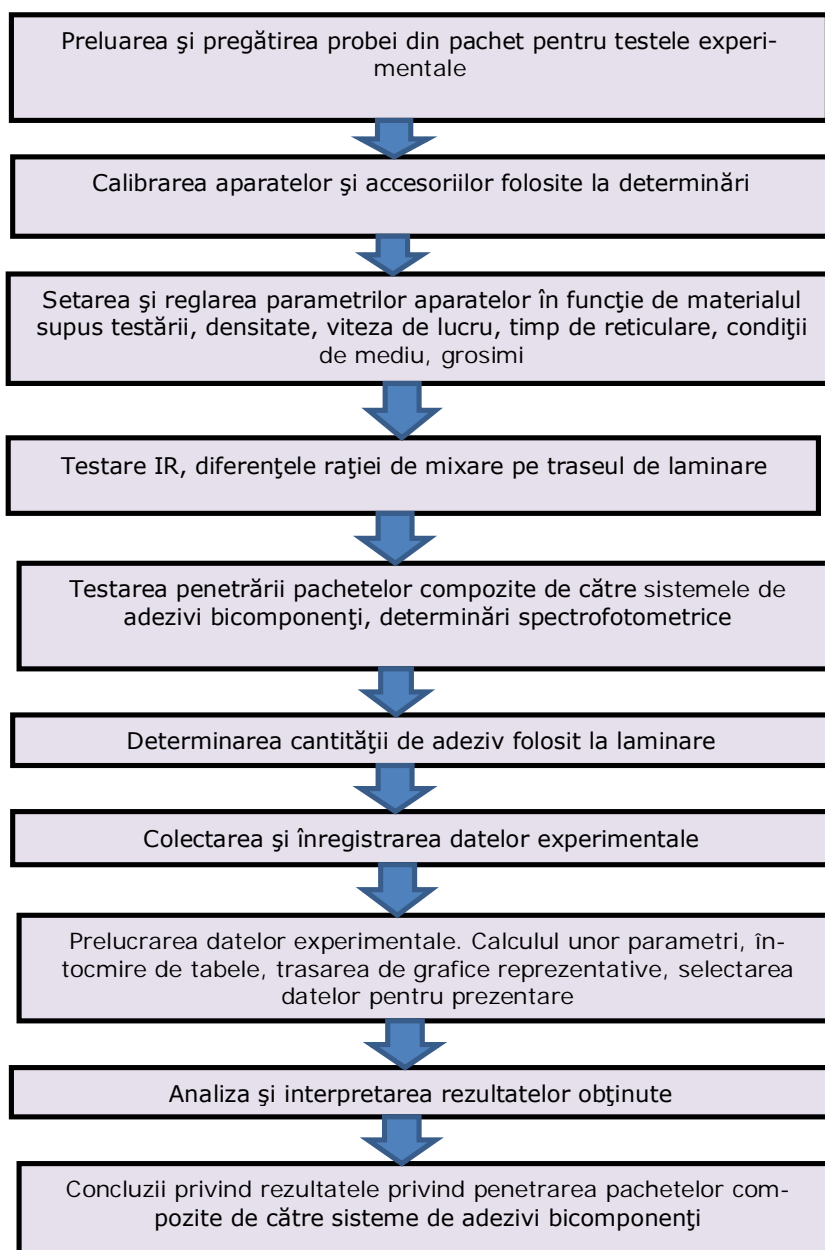 Preluarea şi pregătirea probei din pachet pentru testele experi-
mentale
Calibrarea aparatelor şi accesoriilor folosite la determinări
Setarea şi reglarea parametrilor aparatelor în funcţie de materialul
supus testării, densitate, viteza de lucru, timp de reticulare, condiţii
de mediu, grosimi
Testare IR, diferenţele raţiei de mixare pe traseul de laminare
Testarea penetrării pachetelor compozite de către sistemele de
adezivi bicomponenţi, determinări spectrofotometrice
Determinarea cantităţii de adeziv folosit la laminare
Colectarea şi înregistrarea datelor experimentale
Prelucrarea datelor experimentale. Calculul unor parametri, în-
tocmire de tabele, trasarea de grafice reprezentative, selectarea
datelor pentru prezentare
Analiza şi interpretarea rezultatelor obţinute
Concluzii privind rezultatele privind penetrarea pachetelor com-
pozite de către sisteme de adezivi bicomponenţi